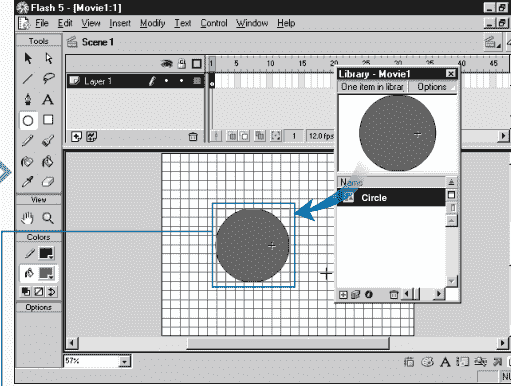 Flash 5 - [Movie1:1]
File Edit View Insert Modify Text Control Window Help
Tools
Scene 1
1 5 10 15 20 25 30 35 40 45
Layer 1
1 12.0 fps
Library - Movie1
One item in librar Options
Name
Circle
View
Colors
Options
57%
NU